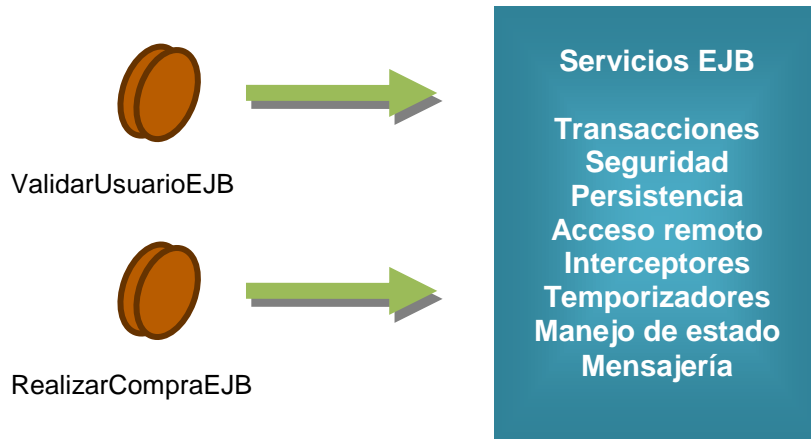 ValidarUsuarioEJB
RealizarCompraEJB
Servicios EJB
Transacciones
Seguridad
Persistencia
Acceso remoto
Interceptores
Temporizadores
Manejo de estado
Mensajería